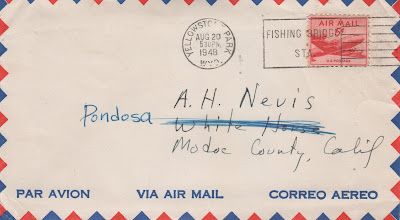 YELLOWSTONE PARK
AUG 20
5 30 PM
1948
WYO.
FISHING BRIDGE
STA
AIR MAIL
5¢
A. H. Nevis
Pondosa White House
Modoc County, Calif
PAR AVION VIA AIR MAIL CORREO AEREO